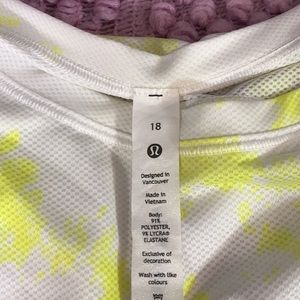 18
Designed in
Vancouver
Made in
Vietnam
Body:
91%
POLYESTER,
9% LYCRA®
ELASTANE
Exclusive of
decoration
Wash with like
colours